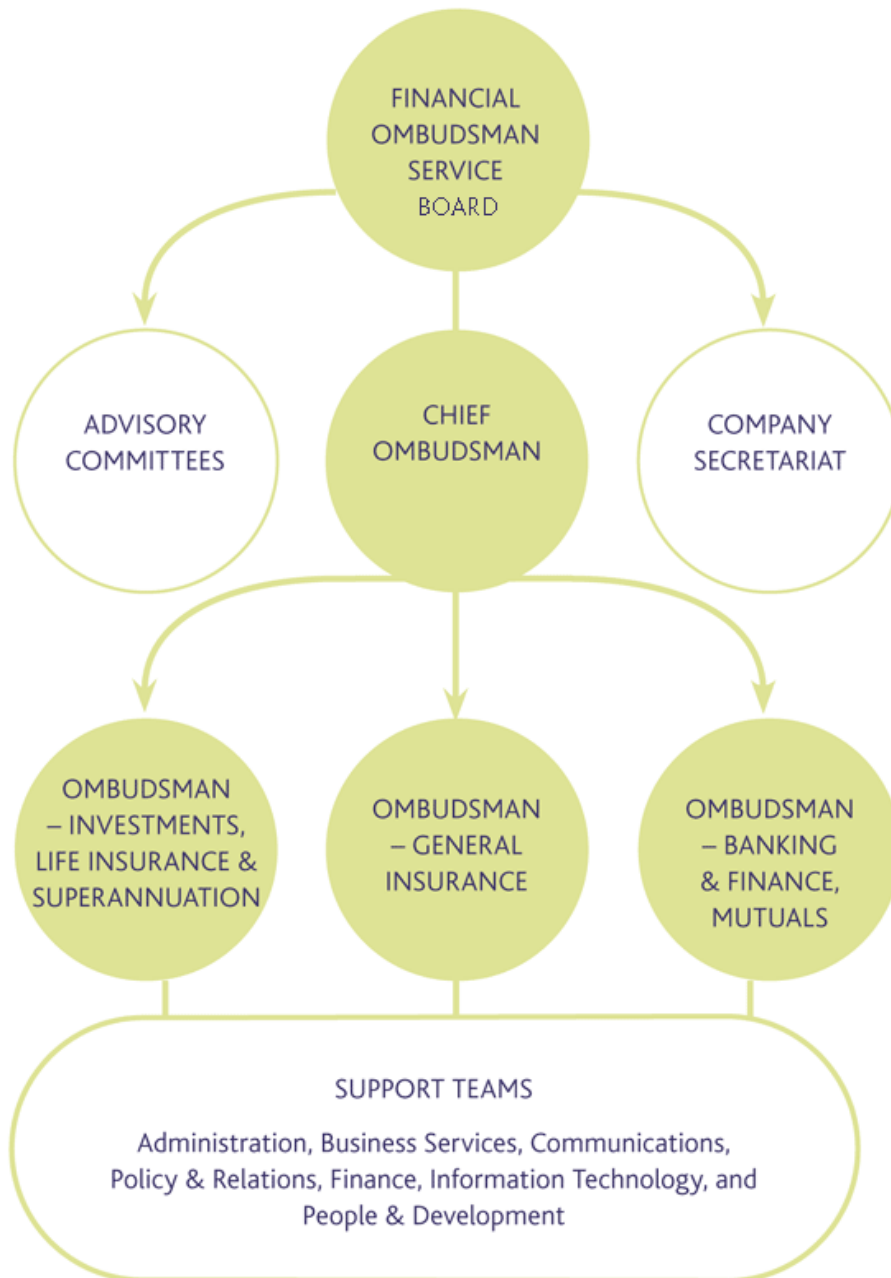 FINANCIAL
OMBUDSMAN
SERVICE
BOARD
ADVISORY
COMMITTEES
CHIEF
OMBUDSMAN
COMPANY
SECRETARIAT
OMBUDSMAN
– INVESTMENTS,
LIFE INSURANCE &
SUPERANNUATION
OMBUDSMAN
– GENERAL
INSURANCE
OMBUDSMAN
– BANKING
& FINANCE,
MUTUALS
SUPPORT TEAMS
Administration, Business Services, Communications,
Policy & Relations, Finance, Information Technology, and
People & Development